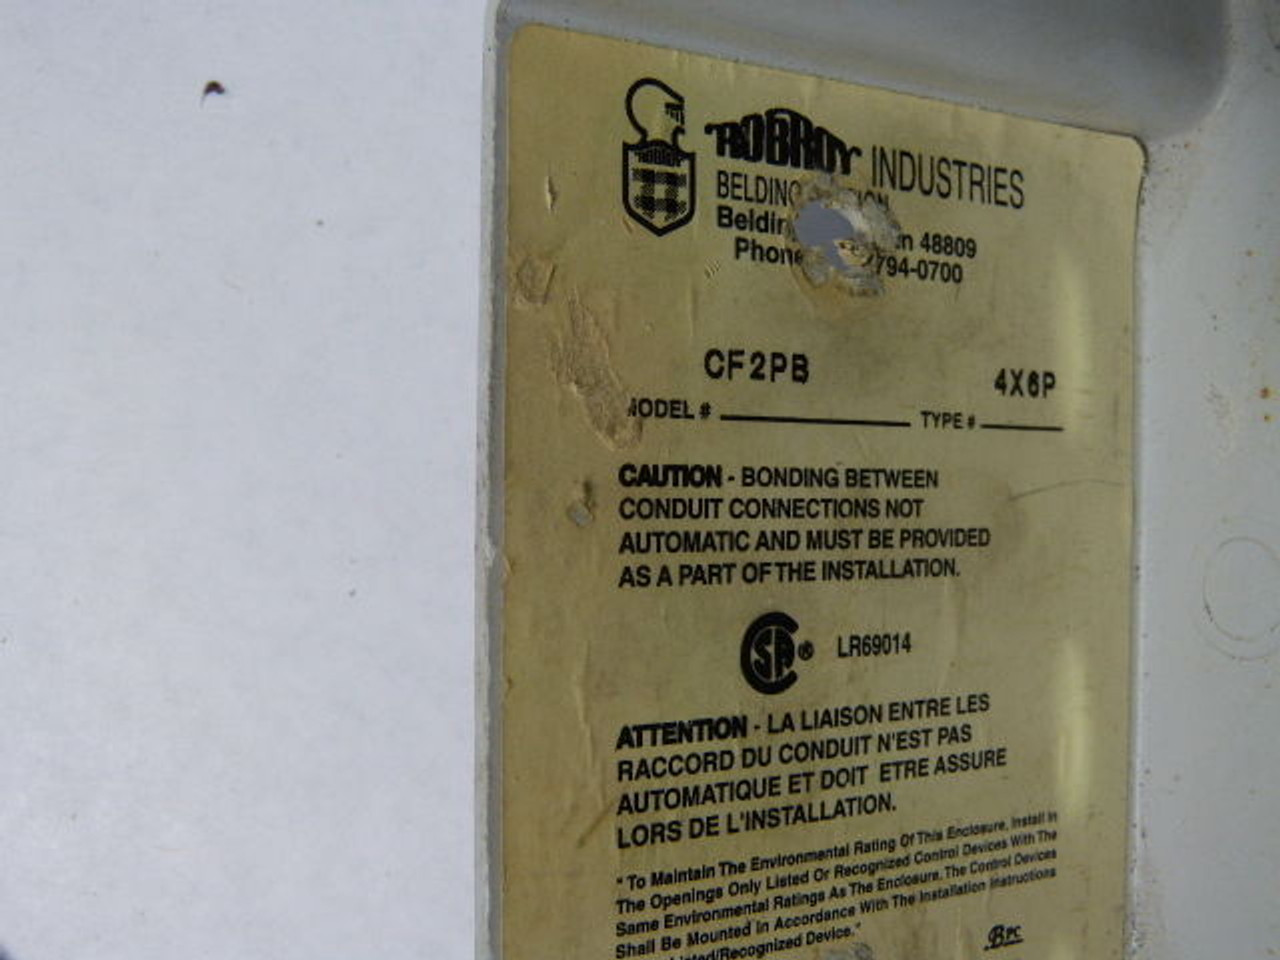 ROBROY INDUSTRIES
ROBROY
BELDING
48809
794-0700
CF2PB 4X6P
MODEL # TYPE #
CAUTION - BONDING BETWEEN
CONDUIT CONNECTIONS NOT
AUTOMATIC AND MUST BE PROVIDED
AS A PART OF THE INSTALLATION.
CSA® LR69014
ATTENTION - LA LIAISON ENTRE LES
RACCORD DU CONDUIT N'EST PAS
AUTOMATIQUE ET DOIT ETRE ASSURE
LORS DE L'INSTALLATION.
" To Maintain The Environmental Rating Of This Enclosure, Install In
The Openings Only Listed Or Recognized Control Devices With The
Same Environmental Ratings As The Enclosure. The Control Devices
Shall Be Mounted In Accordance With The Installation Instructions
Listed/Recognized Device."
BPC